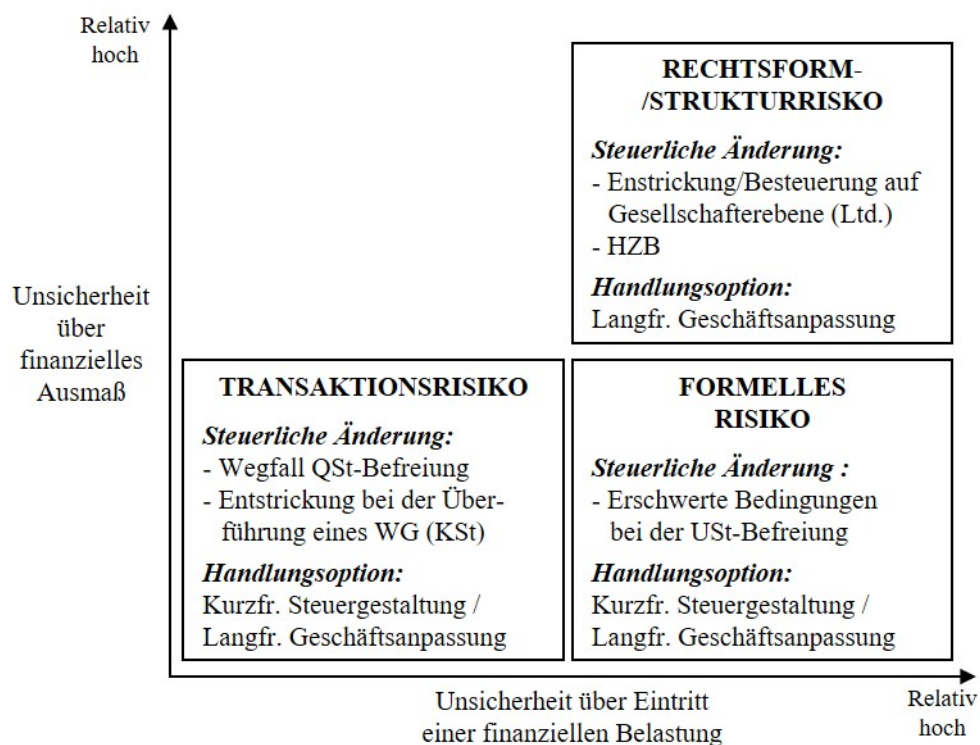 Relativ
hoch
RECHTSFORM-
/STRUKTURRISKO
Steuerliche Änderung:
- Enstrickung/Besteuerung auf
Gesellschafterebene (Ltd.)
- HZB
Handlungsoption:
Langfr. Geschäftsanpassung
Unsicherheit
über
finanzielles
Ausmaß
TRANSAKTIONSRISIKO
Steuerliche Änderung:
- Wegfall QSt-Befreiung
- Entstrickung bei der Über-
führung eines WG (KSt)
Handlungsoption:
Kurzfr. Steuergestaltung /
Langfr. Geschäftsanpassung
FORMELLES
RISIKO
Steuerliche Änderung :
- Erschwerte Bedingungen
bei der USt-Befreiung
Handlungsoption:
Kurzfr. Steuergestaltung /
Langfr. Geschäftsanpassung
Unsicherheit über Eintritt
einer finanziellen Belastung
Relativ
hoch